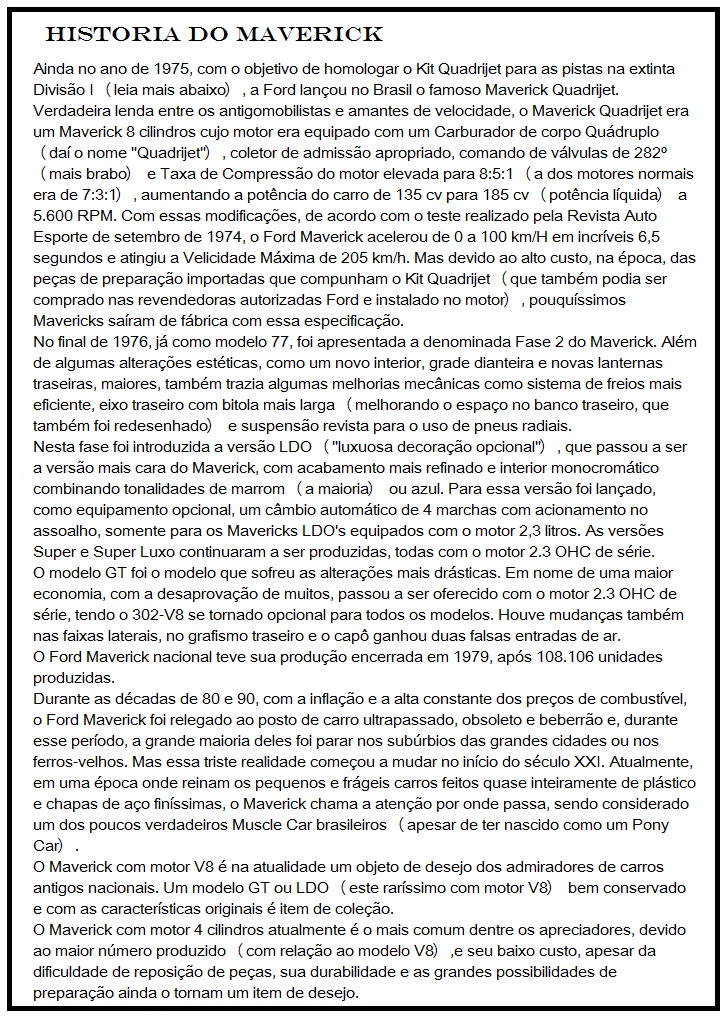 HISTORIA DO MAVERICK
Ainda no ano de 1975, com o objetivo de homologar o Kit Quadrijet para as pistas na extinta
Divisão I (leia mais abaixo) , a Ford lançou no Brasil o famoso Maverick Quadrijet.
Verdadeira lenda entre os antigomobilistas e amantes de velocidade, o Maverick Quadrijet era
um Maverick 8 cilindros cujo motor era equipado com um Carburador de corpo Quádruplo
(daí o nome "Quadrijet") , coletor de admissão apropriado, comando de válvulas de 282º
(mais brabo) e Taxa de Compressão do motor elevada para 8:5:1 (a dos motores normais
era de 7:3:1) , aumentando a potência do carro de 135 cv para 185 cv (potência líquida) a
5.600 RPM. Com essas modificações, de acordo com o teste realizado pela Revista Auto
Esporte de setembro de 1974, o Ford Maverick acelerou de 0 a 100 km/H em incríveis 6,5
segundos e atingiu a Velicidade Máxima de 205 km/h. Mas devido ao alto custo, na época, das
peças de preparação importadas que compunham o Kit Quadrijet (que também podia ser
comprado nas revendedoras autorizadas Ford e instalado no motor) , pouquíssimos
Mavericks saíram de fábrica com essa especificação.
No final de 1976, já como modelo 77, foi apresentada a denominada Fase 2 do Maverick. Além
de algumas alterações estéticas, como um novo interior, grade dianteira e novas lanternas
traseiras, maiores, também trazia algumas melhorias mecânicas como sistema de freios mais
eficiente, eixo traseiro com bitola mais larga (melhorando o espaço no banco traseiro, que
também foi redesenhado) e suspensão revista para o uso de pneus radiais.
Nesta fase foi introduzida a versão LDO ("luxuosa decoração opcional") , que passou a ser
a versão mais cara do Maverick, com acabamento mais refinado e interior monocromático
combinando tonalidades de marrom (a maioria) ou azul. Para essa versão foi lançado,
como equipamento opcional, um câmbio automático de 4 marchas com acionamento no
assoalho, somente para os Mavericks LDO's equipados com o motor 2,3 litros. As versões
Super e Super Luxo continuaram a ser produzidas, todas com o motor 2.3 OHC de série.
O modelo GT foi o modelo que sofreu as alterações mais drásticas. Em nome de uma maior
economia, com a desaprovação de muitos, passou a ser oferecido com o motor 2.3 OHC de
série, tendo o 302-V8 se tornado opcional para todos os modelos. Houve mudanças também
nas faixas laterais, no grafismo traseiro e o capô ganhou duas falsas entradas de ar.
O Ford Maverick nacional teve sua produção encerrada em 1979, após 108.106 unidades
produzidas.
Durante as décadas de 80 e 90, com a inflação e a alta constante dos preços de combustível,
o Ford Maverick foi relegado ao posto de carro ultrapassado, obsoleto e beberrão e, durante
esse período, a grande maioria deles foi parar nos subúrbios das grandes cidades ou nos
ferros-velhos. Mas essa triste realidade começou a mudar no início do século XXI. Atualmente,
em uma época onde reinam os pequenos e frágeis carros feitos quase inteiramente de plástico
e chapas de aço finíssimas, o Maverick chama a atenção por onde passa, sendo considerado
um dos poucos verdadeiros Muscle Car brasileiros (apesar de ter nascido como um Pony
Car) .
O Maverick com motor V8 é na atualidade um objeto de desejo dos admiradores de carros
antigos nacionais. Um modelo GT ou LDO (este raríssimo com motor V8) bem conservado
e com as características originais é item de coleção.
O Maverick com motor 4 cilindros atualmente é o mais comum dentre os apreciadores, devido
ao maior número produzido (com relação ao modelo V8) ,e seu baixo custo, apesar da
dificuldade de reposição de peças, sua durabilidade e as grandes possibilidades de
preparação ainda o tornam um item de desejo.